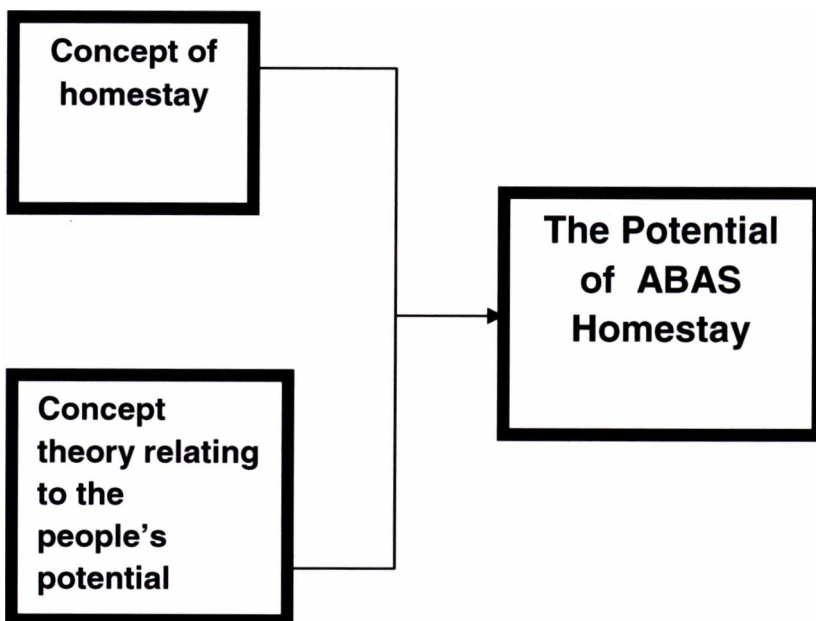 Concept of
homestay
The Potential
of ABAS
Homestay
Concept
theory relating
to the
people's
potential